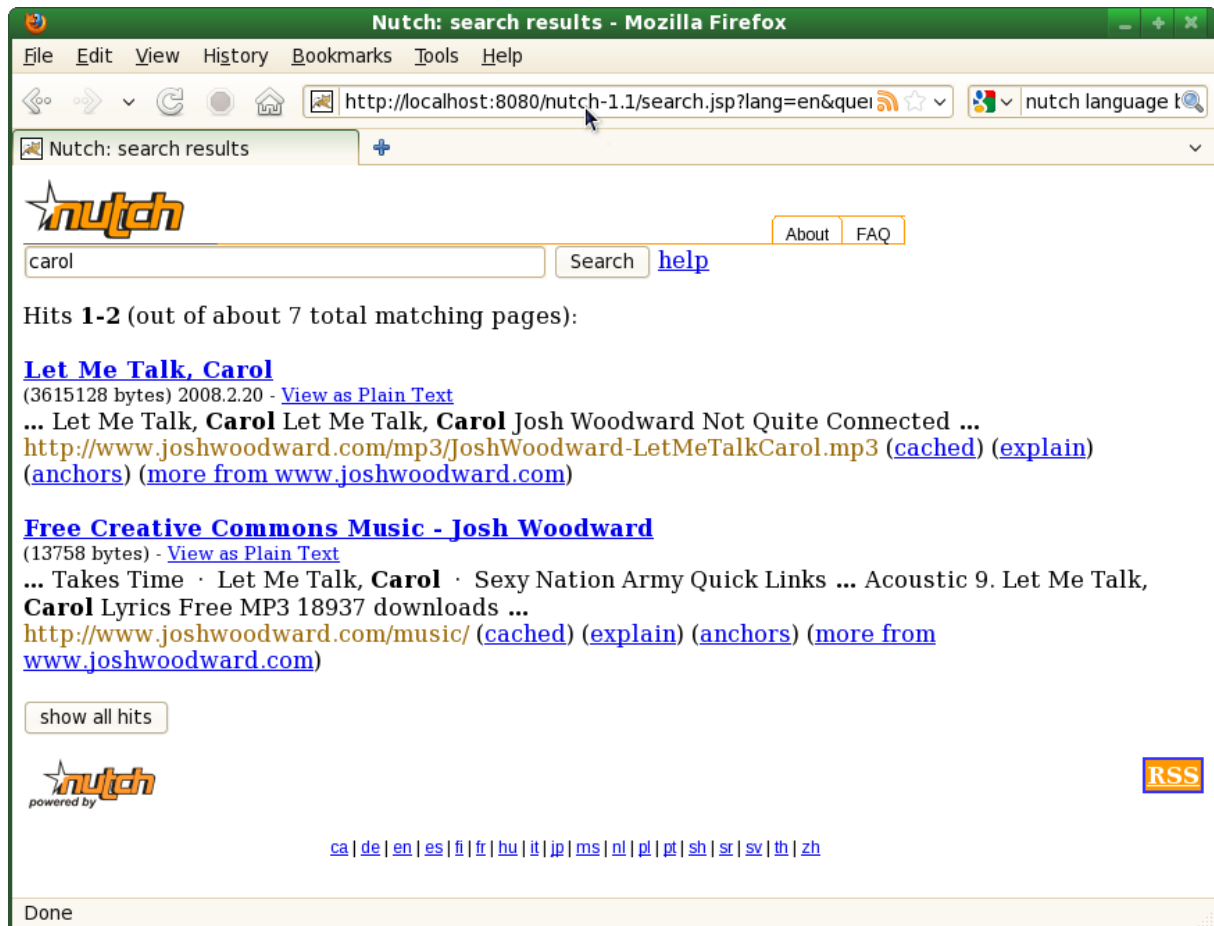 Nutch: search results - Mozilla Firefox
File Edit View History Bookmarks Tools Help
http://localhost:8080/nutch-1.1/search.jsp?lang=en&quer nutch language b
Nutch: search results
nutch
About FAQ
carol Search help
Hits 1-2 (out of about 7 total matching pages):
Let Me Talk, Carol
(3615128 bytes) 2008.2.20 - View as Plain Text
... Let Me Talk, Carol Let Me Talk, Carol Josh Woodward Not Quite Connected ...
http://www.joshwoodward.com/mp3/JoshWoodward-LetMeTalkCarol.mp3 (cached) (explain)
(anchors) (more from www.joshwoodward.com)
Free Creative Commons Music - Josh Woodward
(13758 bytes) - View as Plain Text
... Takes Time · Let Me Talk, Carol · Sexy Nation Army Quick Links ... Acoustic 9. Let Me Talk,
Carol Lyrics Free MP3 18937 downloads ...
http://www.joshwoodward.com/music/ (cached) (explain) (anchors) (more from
www.joshwoodward.com)
show all hits
nutch
powered by
RSS
ca | de | en | es | fi | fr | hu | it | jp | ms | nl | pl | pt | sh | sr | sv | th | zh
Done